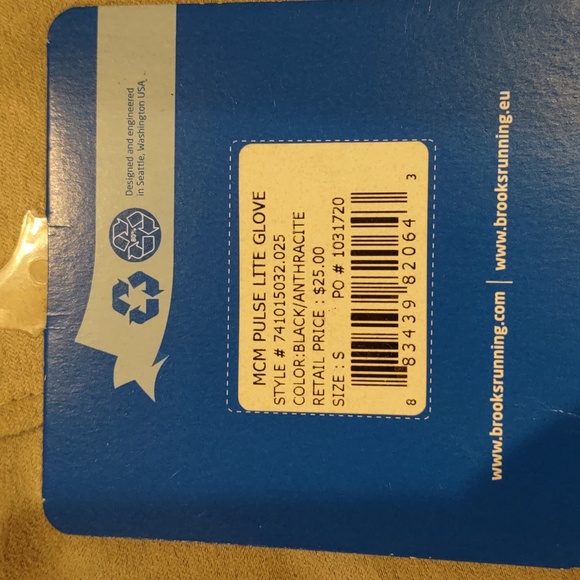 Designed and engineered
in Seattle, Washington USA
80%
MCM PULSE LITE GLOVE
STYLE # 741015032.025
COLOR:BLACK/ANTHRACITE
RETAIL PRICE : $25.00
SIZE : S PO # 1031720
8 83439 82064 3
www.brooksrunning.com | www.brooksrunning.eu